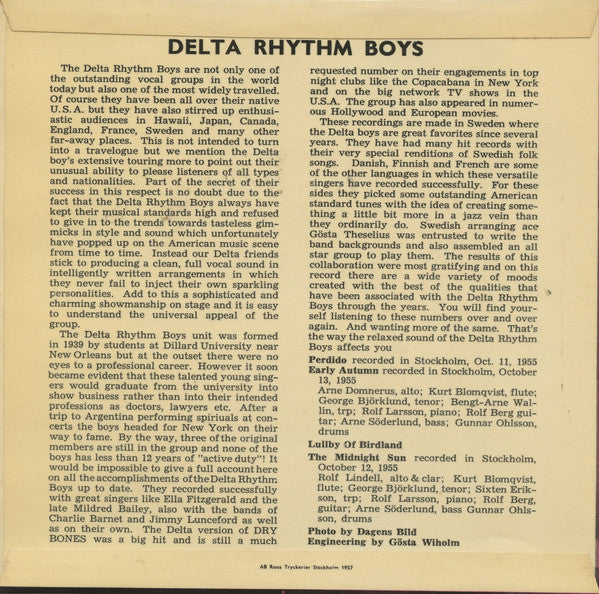 DELTA RHYTHM BOYS
The Delta Rhythm Boys are not only one of
the outstanding vocal groups in the world
today but also one of the most widely travelled.
Of course they have been all over their native
U.S.A. but they have also stirred up enthusi-
astic audiences in Hawaii, Japan, Canada,
England, France, Sweden and many other
far-away places. This is not intended to turn
into a travelogue but we mention the Delta
boy's extensive touring more to point out their
unusual ability to please listeners of all types
and nationalities. Part of the secret of their
success in this respect is no doubt due to the
fact that the Delta Rhythm Boys always have
kept their musical standards high and refused
to give in to the trends towards tasteless gim-
micks in style and sound which unfortunately
have popped up on the American music scene
from time to time. Instead our Delta friends
stick to producing a clean, full vocal sound in
intelligently written arrangements in which
they never fail to inject their own sparkling
personalities. Add to this a sophisticated and
charming showmanship on stage and it is easy
to understand the universal appeal of the
group.
The Delta Rhythm Boys unit was formed
in 1939 by students at Dillard University near
New Orleans but at the outset there were no
eyes to a professional career. However it soon
became evident that these talented young sing-
ers would graduate from the university into
show business rather than into their intended
professions as doctors, lawyers etc. After a
trip to Argentina performing spiriuals at con-
certs the boys headed for New York on their
way to fame. By the way, three of the original
members are still in the group and none of the
boys has less than 12 years of "active duty"! It
would be impossible to give a full account here
on all the accomplishments of the Delta Rhythm
Boys up to date. They recorded successfully
with great singers like Ella Fitzgerald and the
late Mildred Bailey, also with the bands of
Charlie Barnet and Jimmy Lunceford as well
as on their own. The Delta version of DRY
BONES was a big hit and is still a much
requested number on their engagements in top
night clubs like the Copacabana in New York
and on the big network TV shows in the
U.S.A. The group has also appeared in numer-
ous Hollywood and European movies.
These recordings are made in Sweden where
the Delta boys are great favorites since several
years. They have had many hit records with
their very special renditions of Swedish folk
songs. Danish, Finnish and French are some
of the other languages in which these versatile
singers have recorded successfully. For these
sides they picked some outstanding American
standard tunes with the idea of creating some-
thing a little bit more in a jazz vein than
they ordinarily do. Swedish arranging ace
Gösta Theselius was entrusted to write the
band backgrounds and also assembled an all
star group to play them. The results of this
collaboration were most gratifying and on this
record there are a wide variety of moods
created with the best of the qualities that
have been associated with the Delta Rhythm
Boys through the years. You will find your-
self listening to these numbers over and over
again. And wanting more of the same. That's
the way the relaxed sound of the Delta Rhythm
Boys affects you
Perdido recorded in Stockholm, Oct. 11, 1955
Early Autumn recorded in Stockholm, October
13, 1955
Arne Domnerus, alto; Kurt Blomqvist, flute;
George Björklund, tenor; Bengt-Arne Wal-
lin, trp; Rolf Larsson, piano; Rolf Berg gui-
tar; Arne Söderlund, bass; Gunnar Ohlsson,
drums
Lullby Of Birdland
The Midnight Sun recorded in Stockholm,
October 12, 1955
Rolf Lindell, alto & clar; Kurt Blomqvist,
flute; George Björklund, tenor; Sixten Erik-
son, trp; Rolf Larsson, piano; Rolf Berg,
guitar; Arne Söderlund, bass Gunnar Ohls-
son, drums
Photo by Dagens Bild
Engineering by Gösta Wiholm
AB Roos Tryckerier Stockholm 1957